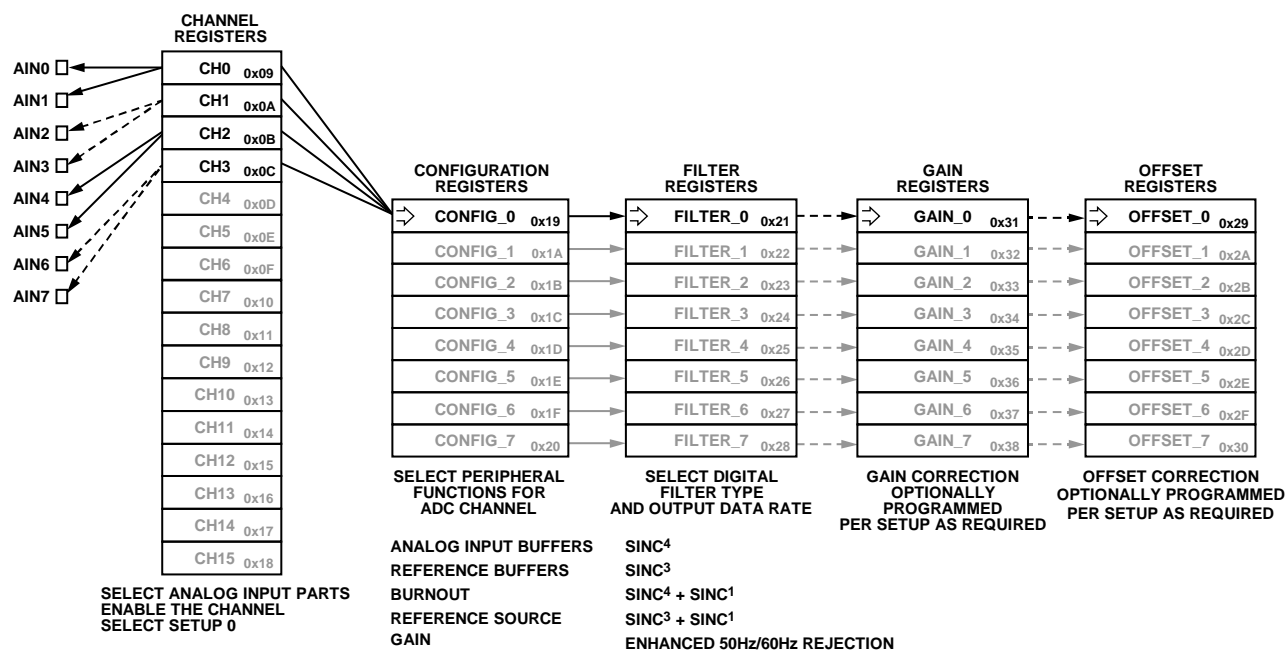 CHANNEL
REGISTERS
AIN0
AIN1
AIN2
AIN3
AIN4
AIN5
AIN6
AIN7
CH0 0x09
CH1 0x0A
CH2 0x0B
CH3 0x0C
CH4 0x0D
CH5 0x0E
CH6 0x0F
CH7 0x10
CH8 0x11
CH9 0x12
CH10 0x13
CH11 0x14
CH12 0x15
CH13 0x16
CH14 0x17
CH15 0x18
SELECT ANALOG INPUT PARTS
ENABLE THE CHANNEL
SELECT SETUP 0
CONFIGURATION
REGISTERS
CONFIG_0 0x19
CONFIG_1 0x1A
CONFIG_2 0x1B
CONFIG_3 0x1C
CONFIG_4 0x1D
CONFIG_5 0x1E
CONFIG_6 0x1F
CONFIG_7 0x20
SELECT PERIPHERAL
FUNCTIONS FOR
ADC CHANNEL
ANALOG INPUT BUFFERS
REFERENCE BUFFERS
BURNOUT
REFERENCE SOURCE
GAIN
FILTER
REGISTERS
FILTER_0 0x21
FILTER_1 0x22
FILTER_2 0x23
FILTER_3 0x24
FILTER_4 0x25
FILTER_5 0x26
FILTER_6 0x27
FILTER_7 0x28
SELECT DIGITAL
FILTER TYPE
AND OUTPUT DATA RATE
SINC4
SINC3
SINC4 + SINC1
SINC3 + SINC1
ENHANCED 50Hz/60Hz REJECTION
GAIN
REGISTERS
GAIN_0 0x31
GAIN_1 0x32
GAIN_2 0x33
GAIN_3 0x34
GAIN_4 0x35
GAIN_5 0x36
GAIN_6 0x37
GAIN_7 0x38
GAIN CORRECTION
OPTIONALLY
PROGRAMMED
PER SETUP AS REQUIRED
OFFSET
REGISTERS
OFFSET_0 0x29
OFFSET_1 0x2A
OFFSET_2 0x2B
OFFSET_3 0x2C
OFFSET_4 0x2D
OFFSET_5 0x2E
OFFSET_6 0x2F
OFFSET_7 0x30
OFFSET CORRECTION
OPTIONALLY PROGRAMMED
PER SETUP AS REQUIRED